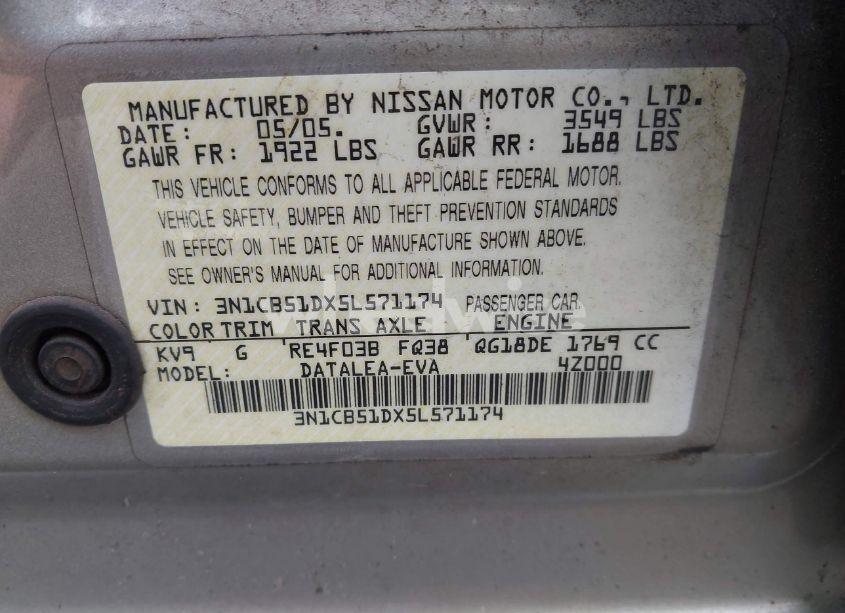 MANUFACTURED BY NISSAN MOTOR CO., LTD.
DATE: 05/05. GVWR: 3549 LBS
GAWR FR: 1922 LBS GAWR RR: 1688 LBS
THIS VEHICLE CONFORMS TO ALL APPLICABLE FEDERAL MOTOR
VEHICLE SAFETY, BUMPER AND THEFT PREVENTION STANDARDS
IN EFFECT ON THE DATE OF MANUFACTURE SHOWN ABOVE.
SEE OWNER'S MANUAL FOR ADDITIONAL INFORMATION.
VIN: 3N1CB51DX5L571174 PASSENGER CAR
COLOR TRIM TRANS AXLE ENGINE
KV9 G RE4F03B FQ38 QG18DE 1769 CC
MODEL: DATALEA-EVA 4Z000
3N1CB51DX5L571174